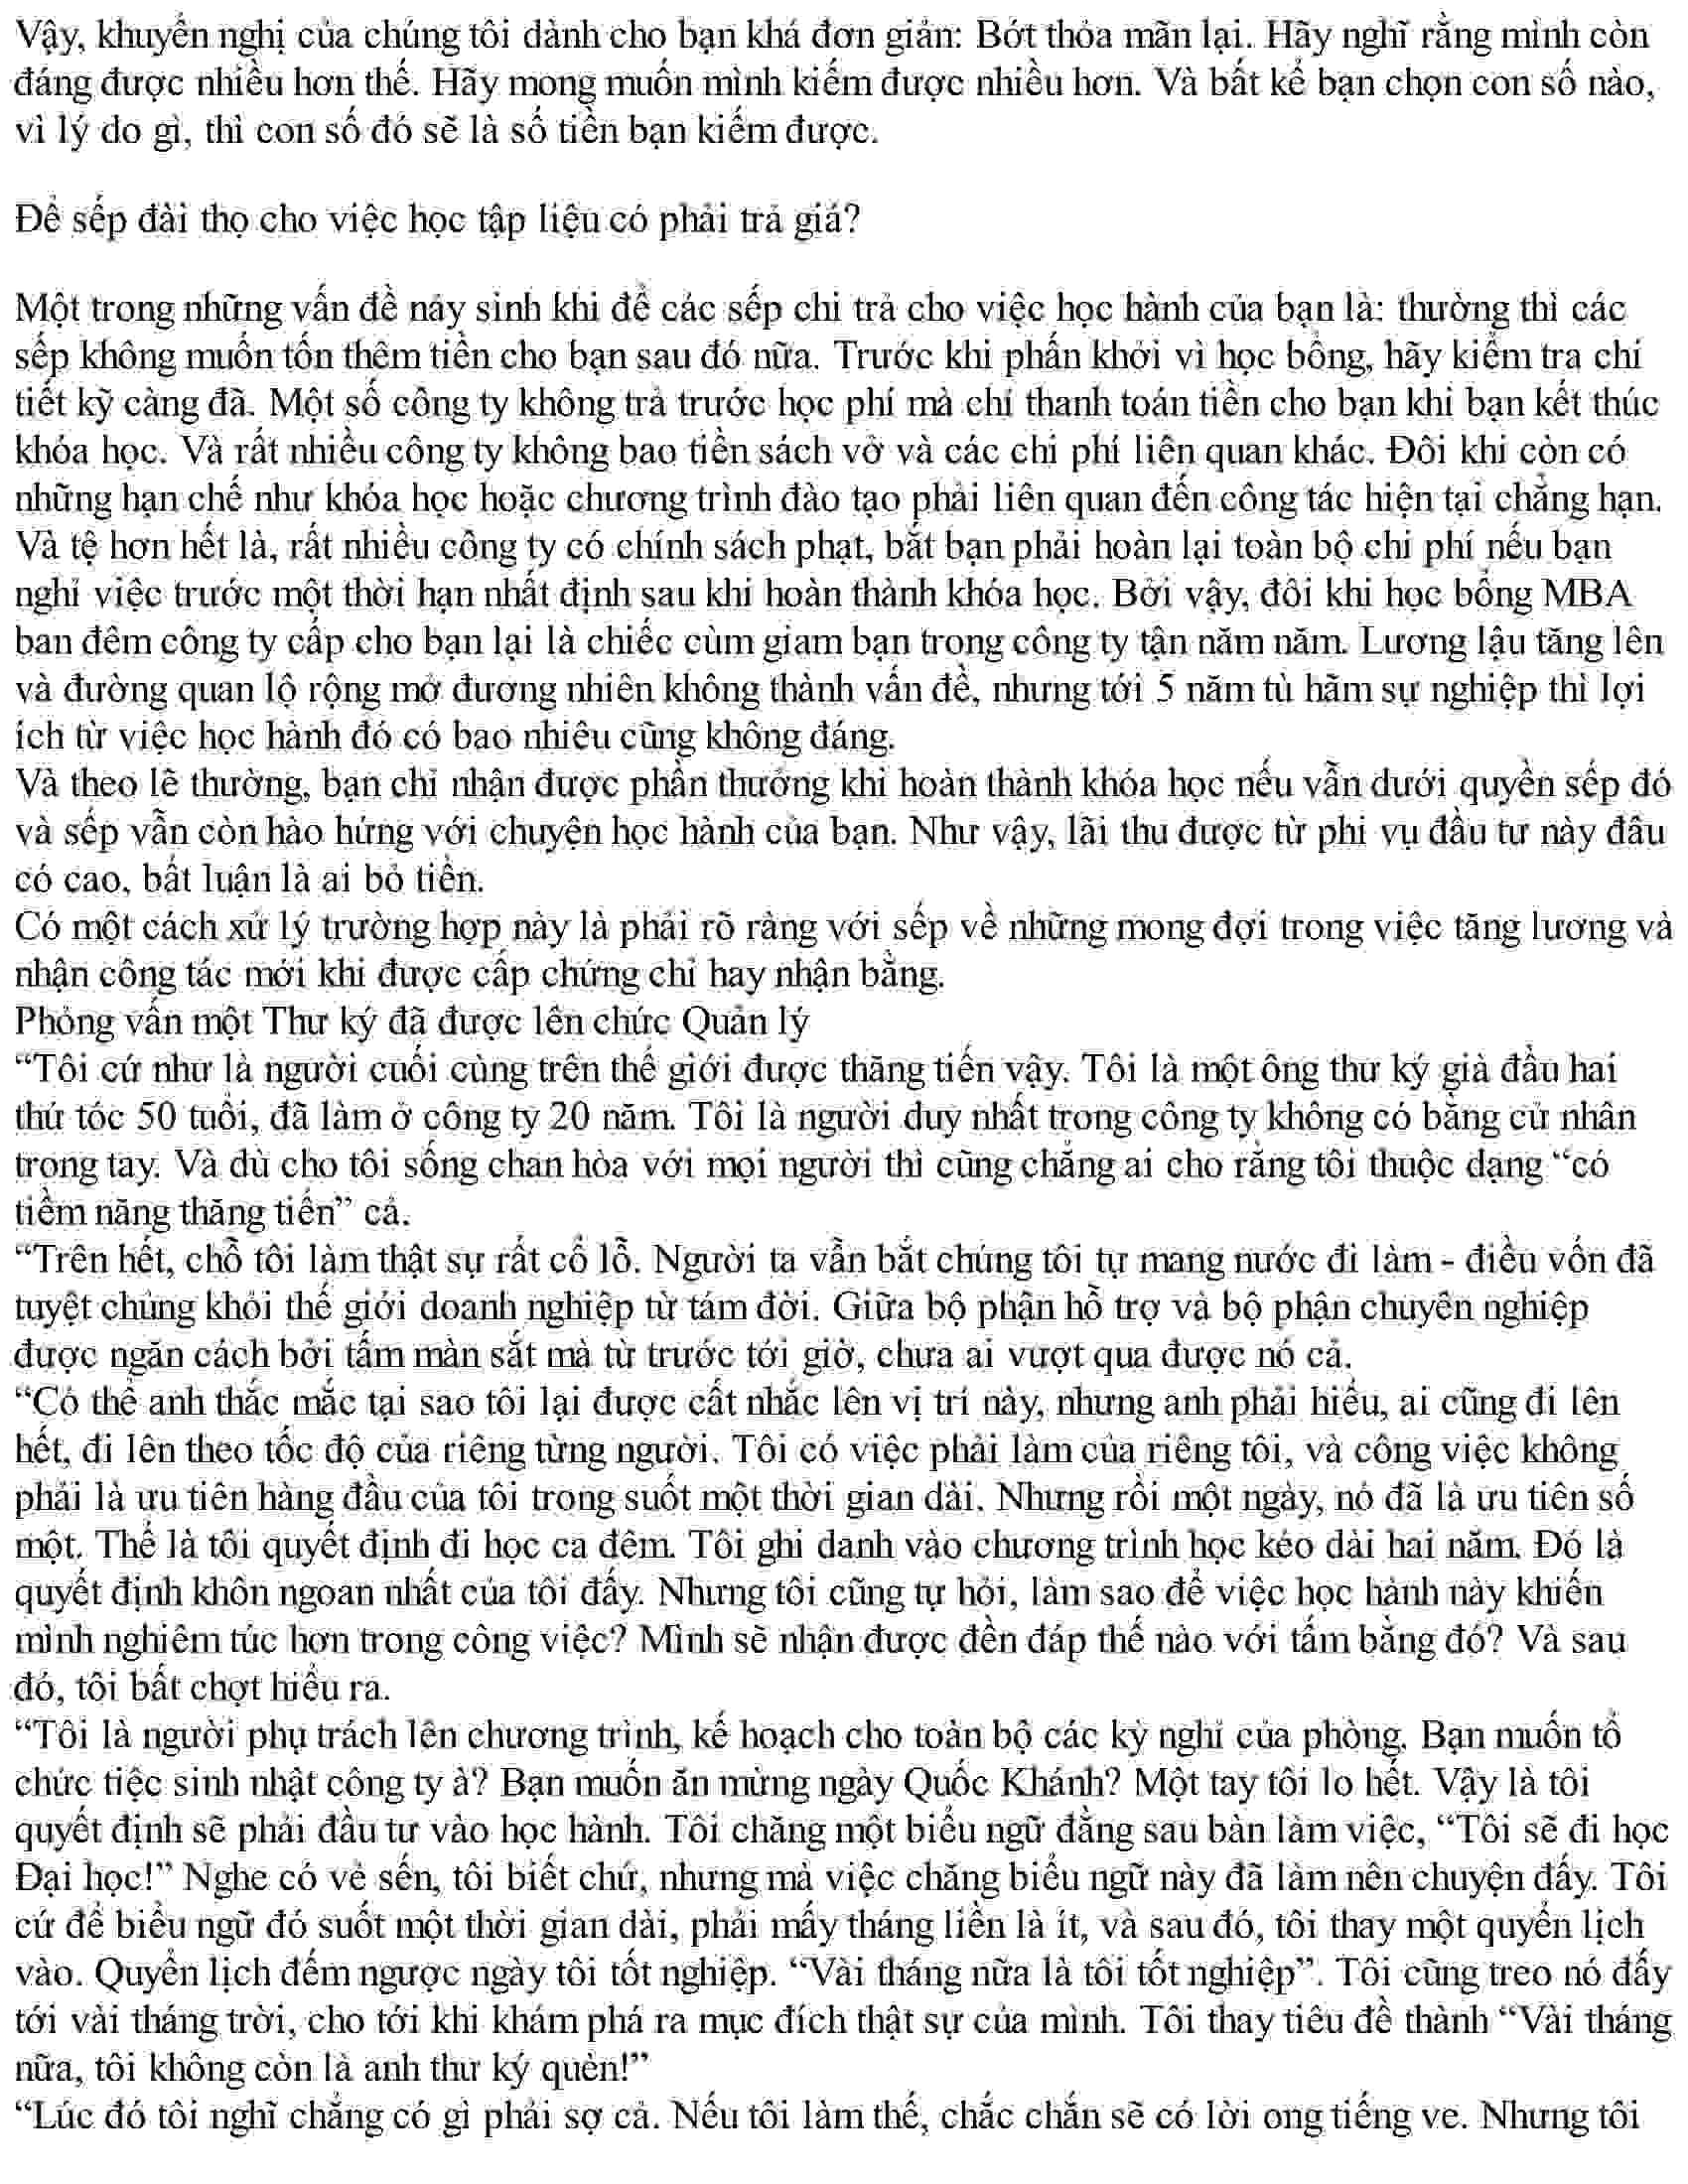 Vậy, khuyển nghị của chúng tôi dành cho bạn khá đơn giản: Bớt thỏa mãn lại. Hãy nghĩ rằng mình còn
đáng được nhiều hơn thế. Hãy mong muốn mình kiếm được nhiều hơn. Và bất kể bạn chọn con số nào,
vì lý do gì, thì con số đó sẽ là số tiền bạn kiếm được.
Để sếp đài thọ cho việc học tập liệu có phải trả giá?
Một trong những vấn đề nảy sinh khi để các sếp chi trả cho việc học hành của bạn là: thường thì các
sếp không muốn tốn thêm tiền cho bạn sau đó nữa. Trước khi phấn khởi vì học bổng, hãy kiểm tra chi
tiết kỹ càng đã. Một số công ty không trả trước học phí mà chỉ thanh toán tiền cho bạn khi bạn kết thúc
khóa học. Và rất nhiều công ty không bao tiền sách vở và các chi phí liên quan khác. Đôi khi còn có
những hạn chế như khóa học hoặc chương trình đào tạo phải liên quan đến công tác hiện tại chẳng hạn.
Và tệ hơn hết là, rất nhiều công ty có chính sách phạt, bắt bạn phải hoàn lại toàn bộ chi phí nếu bạn
nghỉ việc trước một thời hạn nhất định sau khi hoàn thành khóa học. Bởi vậy, đôi khi học bổng MBA
ban đêm công ty cấp cho bạn lại là chiếc cùm giam bạn trong công ty tận năm năm. Lương lậu tăng lên
và đường quan lộ rộng mở đương nhiên không thành vấn đề, nhưng tới 5 năm tù hãm sự nghiệp thì lợi
ích từ việc học hành đó có bao nhiêu cũng không đáng.
Và theo lẽ thường, bạn chỉ nhận được phần thưởng khi hoàn thành khóa học nếu vẫn dưới quyền sếp đó
và sếp vẫn còn hào hứng với chuyện học hành của bạn. Như vậy, lãi thu được từ phi vụ đầu tư này đâu
có cao, bất luận là ai bỏ tiền.
Có một cách xử lý trường hợp này là phải rõ ràng với sếp về những mong đợi trong việc tăng lương và
nhận công tác mới khi được cấp chứng chỉ hay nhận bằng.
Phỏng vấn một Thư ký đã được lên chức Quản lý
“Tôi cứ như là người cuối cùng trên thế giới được thăng tiến vậy. Tôi là một ông thư ký già đầu hai
thứ tóc 50 tuổi, đã làm ở công ty 20 năm. Tôi là người duy nhất trong công ty không có bằng cử nhân
trong tay. Và dù cho tôi sống chan hòa với mọi người thì cũng chẳng ai cho rằng tôi thuộc dạng “có
tiềm năng thăng tiến” cả.
“Trên hết, chỗ tôi làm thật sự rất cổ lỗ. Người ta vẫn bắt chúng tôi tự mang nước đi làm - điều vốn đã
tuyệt chủng khỏi thế giới doanh nghiệp từ tám đời. Giữa bộ phận hỗ trợ và bộ phận chuyên nghiệp
được ngăn cách bởi tấm màn sắt mà từ trước tới giờ, chưa ai vượt qua được nó cả.
“Có thể anh thắc mắc tại sao tôi lại được cất nhắc lên vị trí này, nhưng anh phải hiểu, ai cũng đi lên
hết, đi lên theo tốc độ của riêng từng người. Tôi có việc phải làm của riêng tôi, và công việc không
phải là ưu tiên hàng đầu của tôi trong suốt một thời gian dài. Nhưng rồi một ngày, nó đã là ưu tiên số
một. Thế là tôi quyết định đi học ca đêm. Tôi ghi danh vào chương trình học kéo dài hai năm. Đó là
quyết định khôn ngoan nhất của tôi đấy. Nhưng tôi cũng tự hỏi, làm sao để việc học hành này khiến
mình nghiêm túc hơn trong công việc? Mình sẽ nhận được đền đáp thế nào với tấm bằng đó? Và sau
đó, tôi bất chợt hiểu ra.
“Tôi là người phụ trách lên chương trình, kế hoạch cho toàn bộ các kỳ nghỉ của phòng. Bạn muốn tổ
chức tiệc sinh nhật công ty à? Bạn muốn ăn mừng ngày Quốc Khánh? Một tay tôi lo hết. Vậy là tôi
quyết định sẽ phải đầu tư vào học hành. Tôi chăng một biểu ngữ đằng sau bàn làm việc, “Tôi sẽ đi học
Đại học!” Nghe có vẻ sến, tôi biết chứ, nhưng mà việc chăng biểu ngữ này đã làm nên chuyện đấy. Tôi
cứ để biểu ngữ đó suốt một thời gian dài, phải mấy tháng liền là ít, và sau đó, tôi thay một quyển lịch
vào. Quyển lịch đếm ngược ngày tôi tốt nghiệp. “Vài tháng nữa là tôi tốt nghiệp”. Tôi cũng treo nó đấy
tới vài tháng trời, cho tới khi khám phá ra mục đích thật sự của mình. Tôi thay tiêu đề thành “Vài tháng
nữa, tôi không còn là anh thư ký quèn!”
“Lúc đó tôi nghĩ chẳng có gì phải sợ cả. Nếu tôi làm thế, chắc chắn sẽ có lời ong tiếng ve. Nhưng tôi